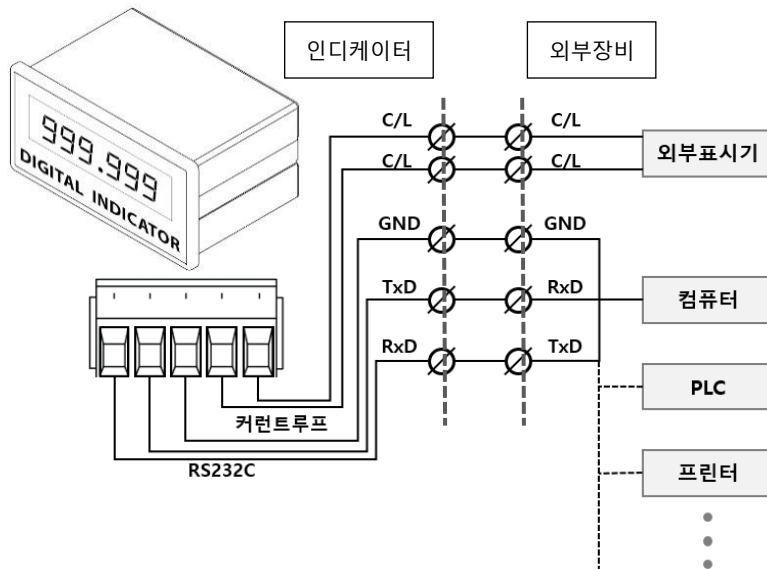 인디케이터
외부장비
999.999
DIGITAL INDICATOR
C/L
C/L
C/L
C/L
외부표시기
GND
GND
TxD
RxD
컴퓨터
RxD
TxD
PLC
커런트루프
RS232C
프린터